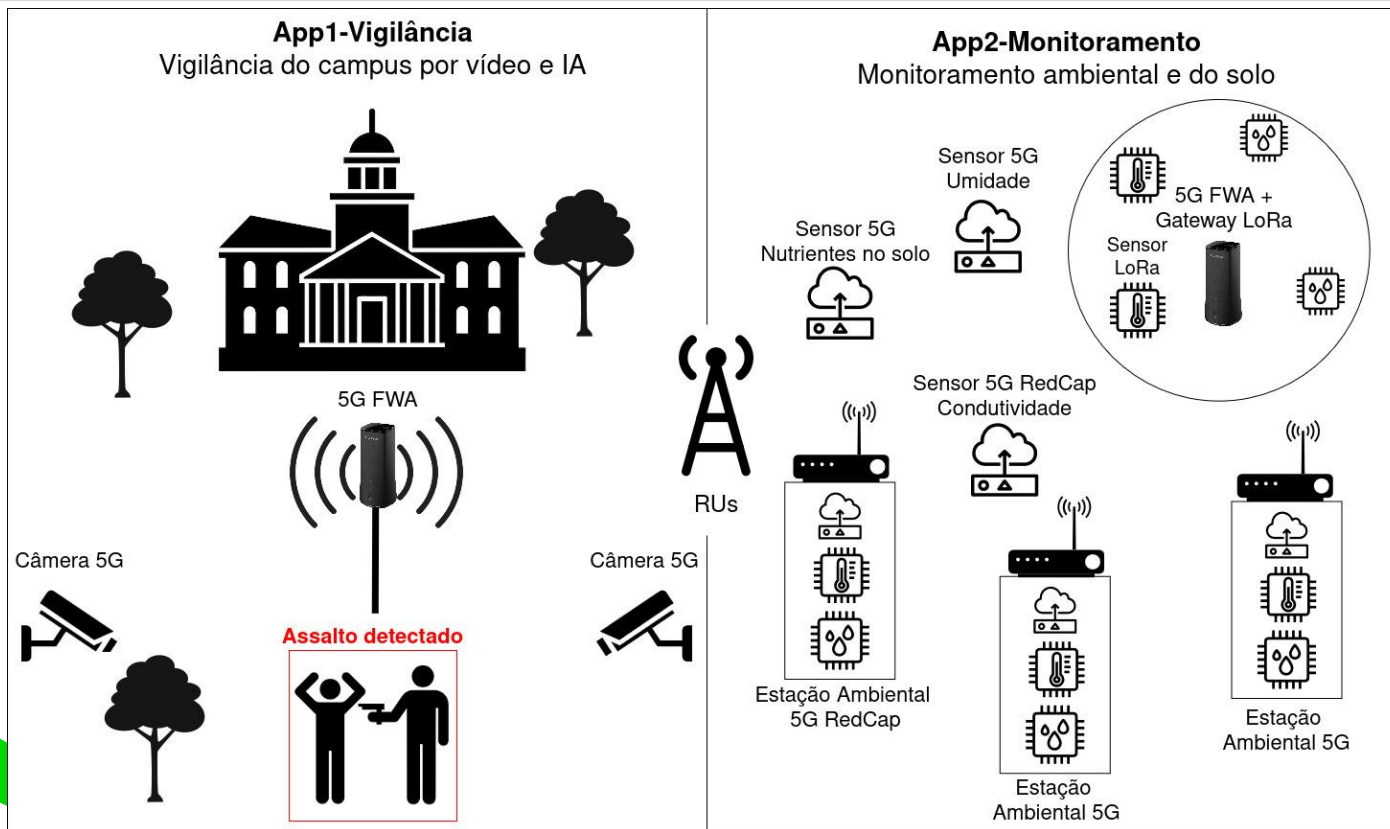 App1-Vigilância
Vigilância do campus por vídeo e IA
5G FWA
Câmera 5G
Câmera 5G
Assalto detectado
RUs
App2-Monitoramento
Monitoramento ambiental e do solo
Sensor 5G
Umidade
Sensor 5G
Nutrientes no solo
5G FWA +
Gateway LoRa
Sensor
LoRa
Sensor 5G RedCap
Condutividade
Estação Ambiental
5G RedCap
Estação
Ambiental 5G
Estação
Ambiental 5G